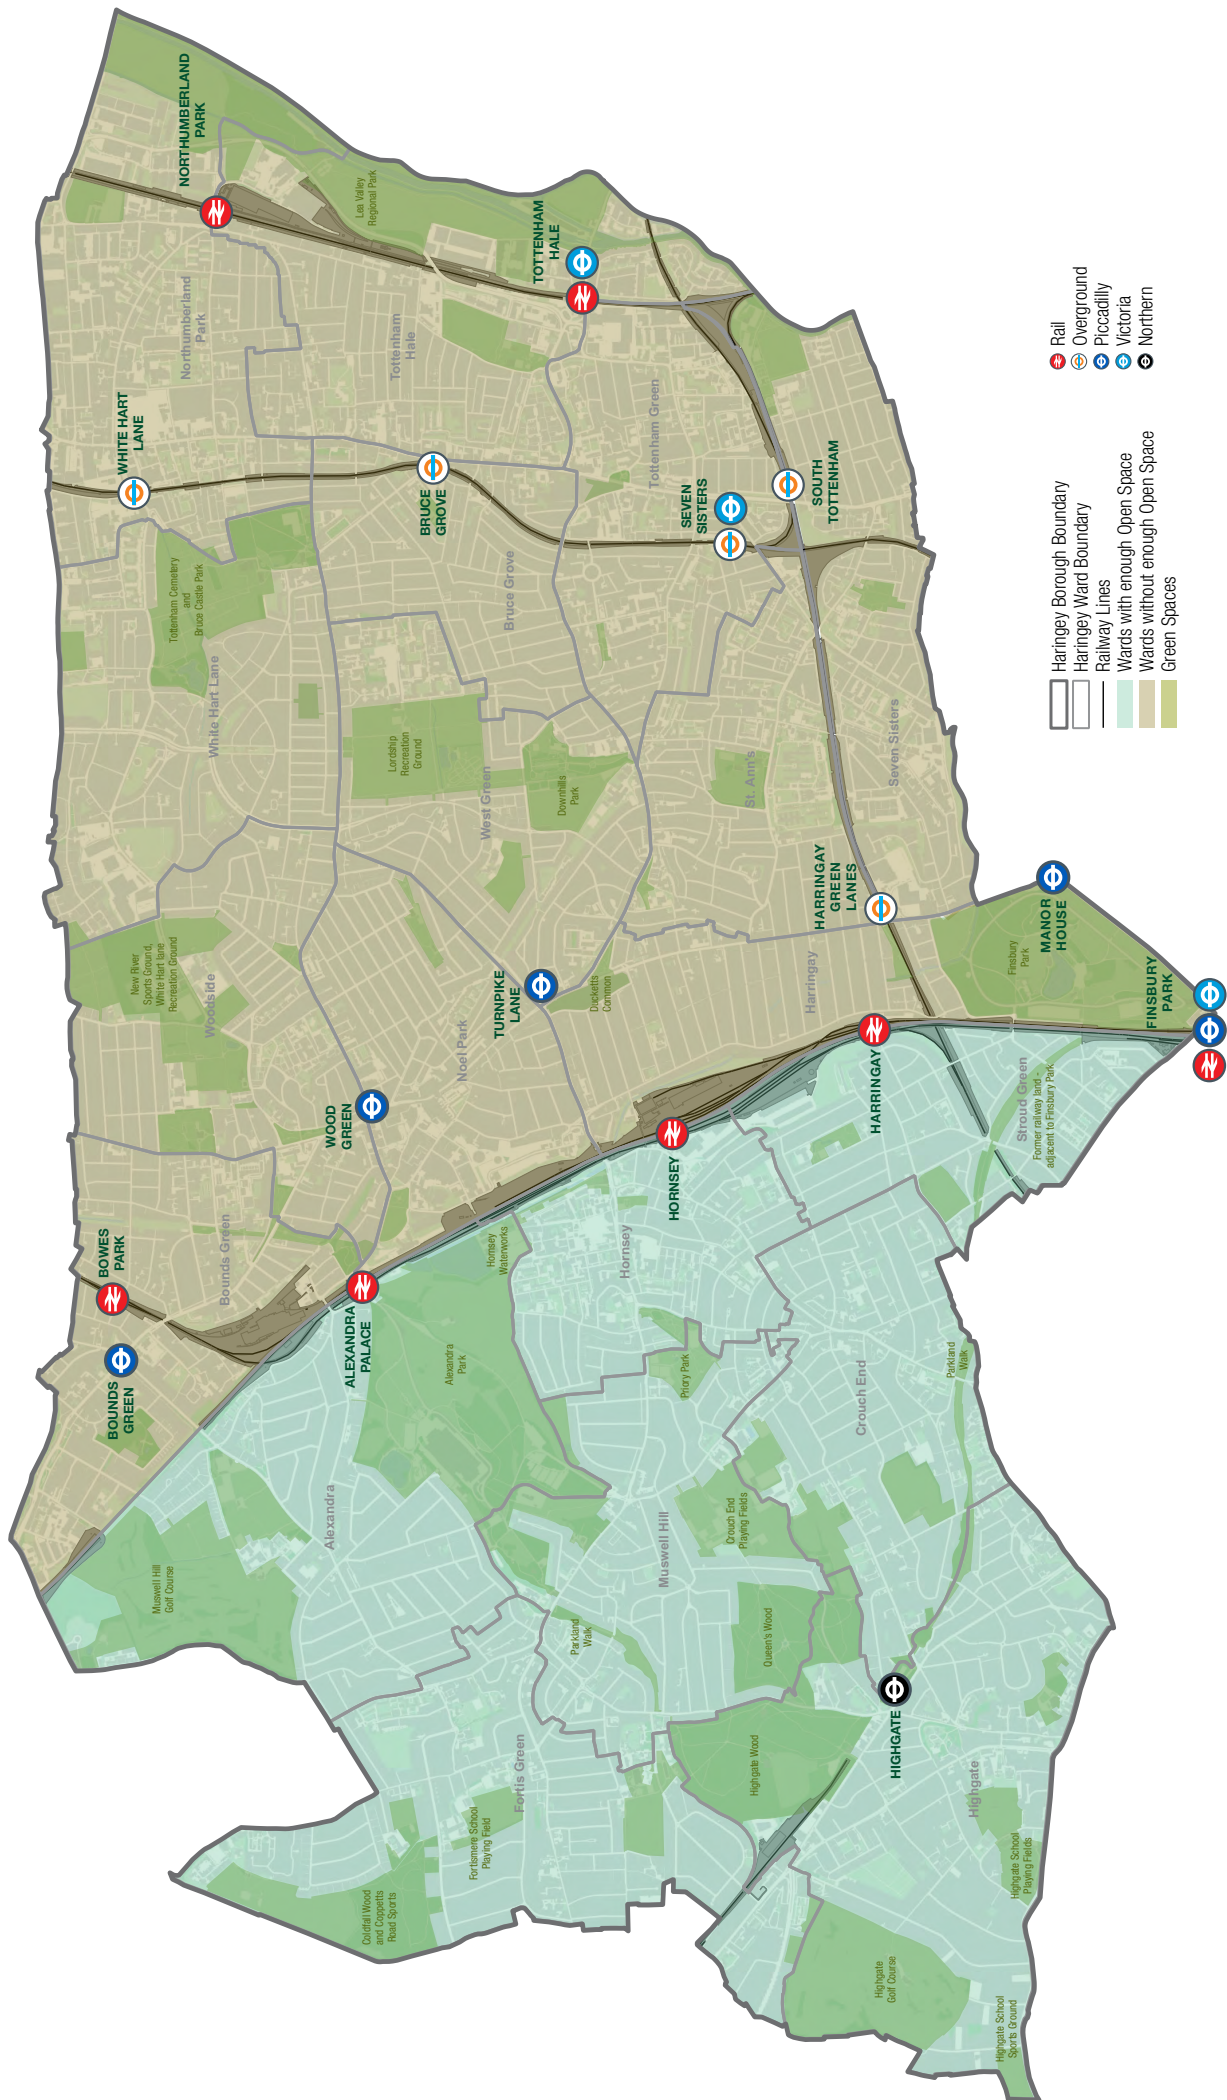 NORTHUMBERLAND
PARK
Lea Valley
Regional Park
TOTTENHAM
HALE
Northumberland
Park
Tottenham
Hale
WHITE HART
LANE
BRUCE
GROVE
Tottenham Green
SEVEN
SISTERS
SOUTH
TOTTENHAM
Tottenham Cemetery
and
Bruce Castle Park
White Hart Lane
Bruce Grove
Lordship
Recreation
Ground
West Green
Downhills
Park
St. Ann's
Seven Sisters
HARRINGAY
GREEN
LANES
MANOR
HOUSE
New River
Sports Ground,
White Hart lane
Recreation Ground
Woodside
TURNPIKE
LANE
Ducketts
Common
Harringay
Finsbury
Park
FINSBURY
PARK
Noel Park
WOOD
GREEN
HARRINGAY
Stroud Green
Former railway land -
adjacent to Finsbury Park
HORNSEY
BOWES
PARK
Bounds Green
Hornsey
Waterworks
Hornsey
BOUNDS
GREEN
ALEXANDRA
PALACE
Alexandra
Park
Priory Park
Crouch End
Parkland
Walk
Alexandra
Muswell Hill
Golf Course
Muswell Hill
Crouch End
Playing Fields
Parkland
Walk
Queen's Wood
HIGHGATE
Fortis Green
Highgate Wood
Highgate
Fortismere School
Playing Field
Coldfall Wood
and Coppetts
Road Sports
Highgate School
Playing Fields
Highgate
Golf Course
Highgate School
Sports Ground
Haringey Borough Boundary
Haringey Ward Boundary
Railway Lines
Wards with enough Open Space
Wards without enough Open Space
Green Spaces
Rail
Overground
Piccadilly
Victoria
Northern